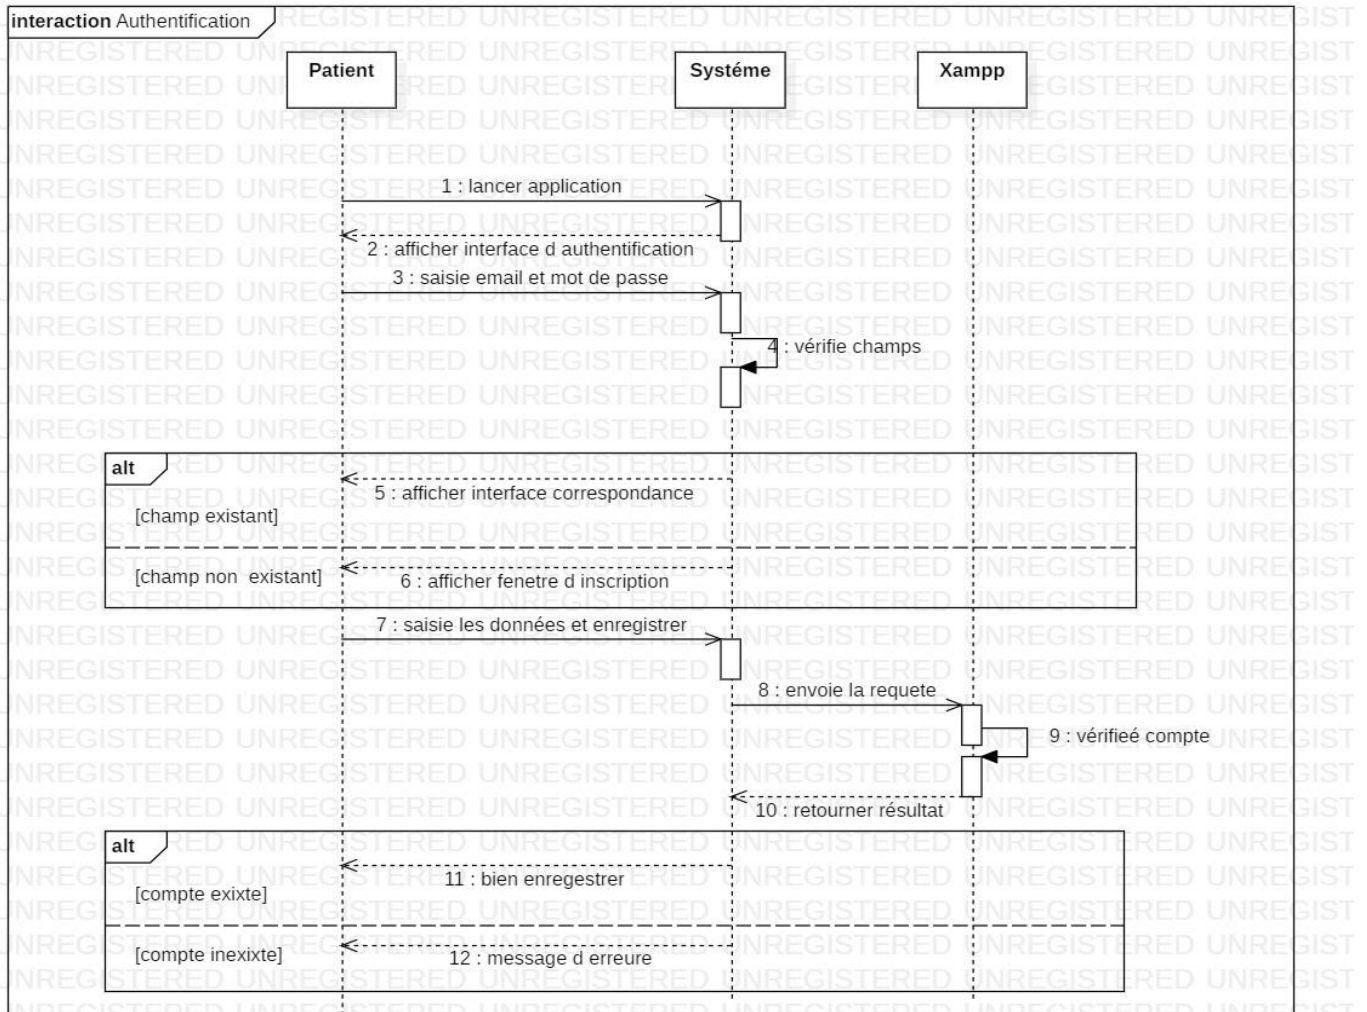 interaction Authentification
Patient
Systéme
Xampp
1 : lancer application
2 : afficher interface d authentification
3 : saisie email et mot de passe
4 : vérifie champs
alt
5 : afficher interface correspondance
[champ existant]
[champ non existant]
6 : afficher fenetre d inscription
7 : saisie les données et enregistrer
8 : envoie la requete
9 : vérifieé compte
10 : retourner résultat
alt
11 : bien enregestrer
[compte exixte]
[compte inexixte]
12 : message d erreure
UNREGISTERED